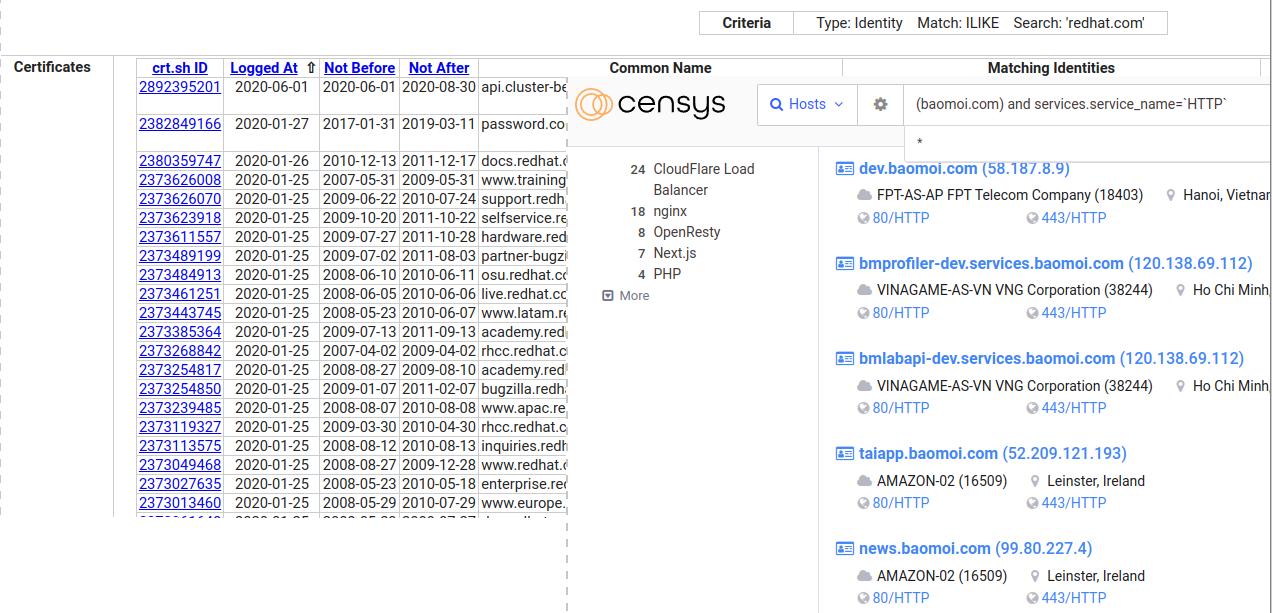 Criteria Type: Identity Match: ILIKE Search: 'redhat.com'
Certificates
crt.sh ID Logged At ⇧ Not Before Not After Common Name Matching Identities
2892395201 2020-06-01 2020-06-01 2020-08-30 api.cluster-be
2382849166 2020-01-27 2017-01-31 2019-03-11 password.co
2380359747 2020-01-26 2010-12-13 2011-12-17 docs.redhat.c
2373626008 2020-01-25 2007-05-31 2009-05-31 www.training
2373626070 2020-01-25 2009-06-22 2010-07-24 support.redh
2373623918 2020-01-25 2009-10-20 2011-10-22 selfservice.re
2373611557 2020-01-25 2009-07-27 2011-10-28 hardware.red
2373489199 2020-01-25 2009-07-02 2011-08-03 partner-bugzi
2373484913 2020-01-25 2008-06-10 2010-06-11 osu.redhat.co
2373461251 2020-01-25 2008-06-05 2010-06-06 live.redhat.co
2373443745 2020-01-25 2008-05-23 2010-06-07 www.latam.re
2373385364 2020-01-25 2009-07-13 2011-09-13 academy.red
2373268842 2020-01-25 2007-04-02 2009-04-02 rhcc.redhat.c
2373254817 2020-01-25 2008-08-27 2009-08-10 academy.red
2373254850 2020-01-25 2009-01-07 2011-02-07 bugzilla.redh
2373239485 2020-01-25 2008-08-07 2010-08-08 www.apac.re
2373119327 2020-01-25 2009-03-30 2010-04-30 rhcc.redhat.c
2373113575 2020-01-25 2008-08-12 2010-08-13 inquiries.redh
2373049468 2020-01-25 2008-08-27 2009-12-28 www.redhat.c
2373027635 2020-01-25 2008-05-23 2010-05-18 enterprise.red
2373013460 2020-01-25 2008-05-29 2010-07-29 www.europe.
censys Hosts (baomoi.com) and services.service_name=`HTTP`
*
24 CloudFlare Load
Balancer
18 nginx
8 OpenResty
7 Next.js
4 PHP
More
dev.baomoi.com (58.187.8.9)
FPT-AS-AP FPT Telecom Company (18403) Hanoi, Vietnam
80/HTTP 443/HTTP
bmprofiler-dev.services.baomoi.com (120.138.69.112)
VINAGAME-AS-VN VNG Corporation (38244) Ho Chi Minh,
80/HTTP 443/HTTP
bmlabapi-dev.services.baomoi.com (120.138.69.112)
VINAGAME-AS-VN VNG Corporation (38244) Ho Chi Minh,
80/HTTP 443/HTTP
taiapp.baomoi.com (52.209.121.193)
AMAZON-02 (16509) Leinster, Ireland
80/HTTP 443/HTTP
news.baomoi.com (99.80.227.4)
AMAZON-02 (16509) Leinster, Ireland
80/HTTP 443/HTTP